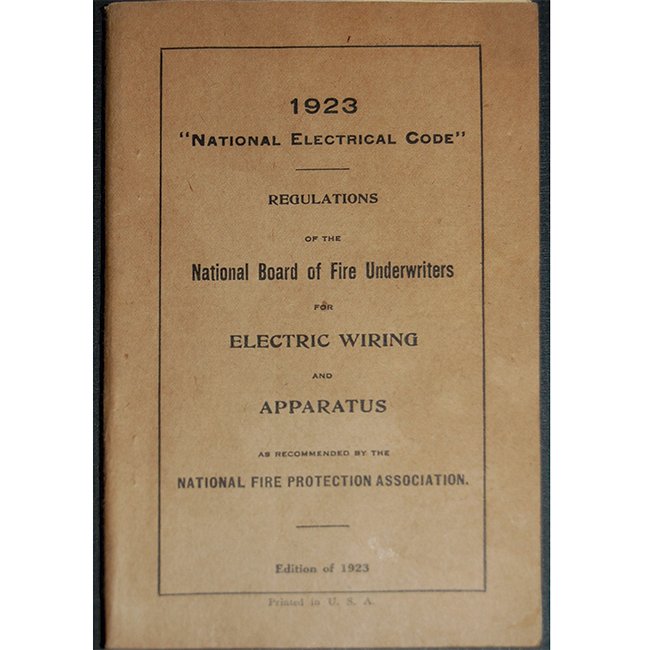 1923
"NATIONAL ELECTRICAL CODE"
REGULATIONS
OF THE
National Board of Fire Underwriters
FOR
ELECTRIC WIRING
AND
APPARATUS
AS RECOMMENDED BY THE
NATIONAL FIRE PROTECTION ASSOCIATION.
Edition of 1923
Printed in U. S. A.